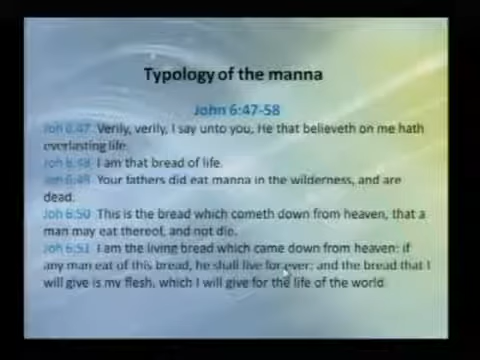 Typology of the manna
John 6:47-58
Joh 6:47 Verily, verily, I say unto you, He that believeth on me hath
everlasting life.
Joh 6:48 I am that bread of life.
Joh 6:49 Your fathers did eat manna in the wilderness, and are
dead.
Joh 6:50 This is the bread which cometh down from heaven, that a
man may eat thereof, and not die.
Joh 6:51 I am the living bread which came down from heaven: if
any man eat of this bread, he shall live for ever: and the bread that I
will give is my flesh, which I will give for the life of the world.